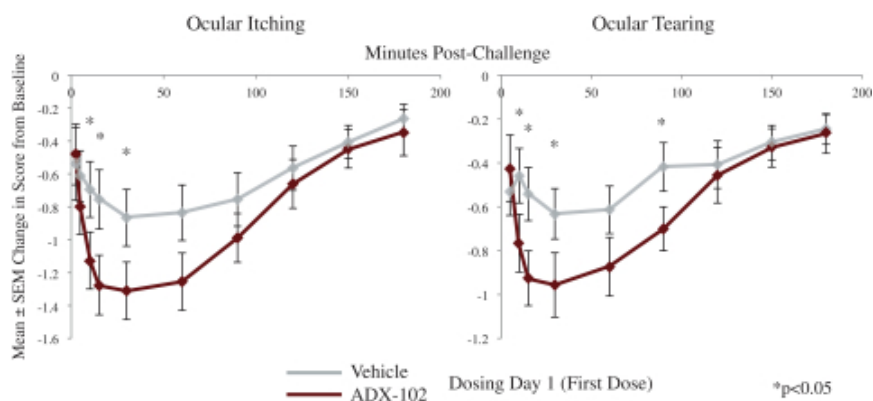 Ocular Itching
Ocular Tearing
Minutes Post-Challenge
Mean ± SEM Change in Score from Baseline
0 50 100 150 200
0
-0.2
-0.4
-0.6
-0.8
-1
-1.2
-1.4
-1.6
* * *
0 50 100 150 200
0
-0.2
-0.4
-0.6
-0.8
-1
-1.2
* * * *
Vehicle
ADX-102
Dosing Day 1 (First Dose)
*p<0.05